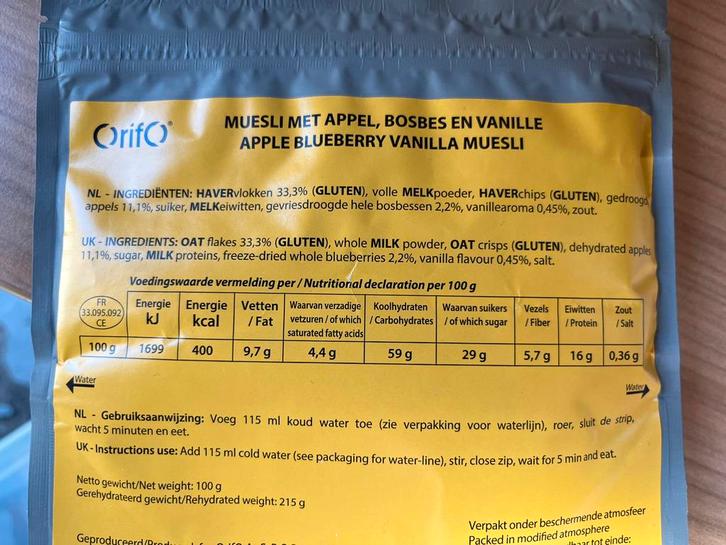 OrifO®
MUESLI MET APPEL, BOSBES EN VANILLE
APPLE BLUEBERRY VANILLA MUESLI
NL - INGREDIËNTEN: HAVERvlokken 33,3% (GLUTEN), volle MELKpoeder, HAVERchips (GLUTEN), gedroogd
appels 11,1%, suiker, MELKeiwitten, gevriesdroogde hele bosbessen 2,2%, vanillearoma 0,45%, zout.
UK - INGREDIENTS: OAT flakes 33,3% (GLUTEN), whole MILK powder, OAT crisps (GLUTEN), dehydrated apples
11,1%, sugar, MILK proteins, freeze-dried whole blueberries 2,2%, vanilla flavour 0,45%, salt.
Voedingswaarde vermelding per / Nutritional declaration per 100 g
FR
33.095.092
CE
Energie
kJ
Energie
kcal
Vetten
/ Fat
Waarvan verzadige
vetzuren / of which
saturated fatty acids
Koolhydraten
/ Carbohydrates
Waarvan suikers
/ of which sugar
Vezels
/ Fiber
Eiwitten
/ Protein
Zout
/ Salt
100 g 1699 400 9,7 g 4,4 g 59 g 29 g 5,7 g 16 g 0,36 g
Water Water
NL - Gebruiksaanwijzing: Voeg 115 ml koud water toe (zie verpakking voor waterlijn), roer, sluit de strip,
wacht 5 minuten en eet.
UK - Instructions use: Add 115 ml cold water (see packaging for water-line), stir, close zip, wait for 5 min and eat.
Netto gewicht/Net weight: 100 g
Gerehydrateerd gewicht/Rehydrated weight: 215 g
Verpakt onder beschermende atmosfeer
Packed in modified atmosphere
tot einde: